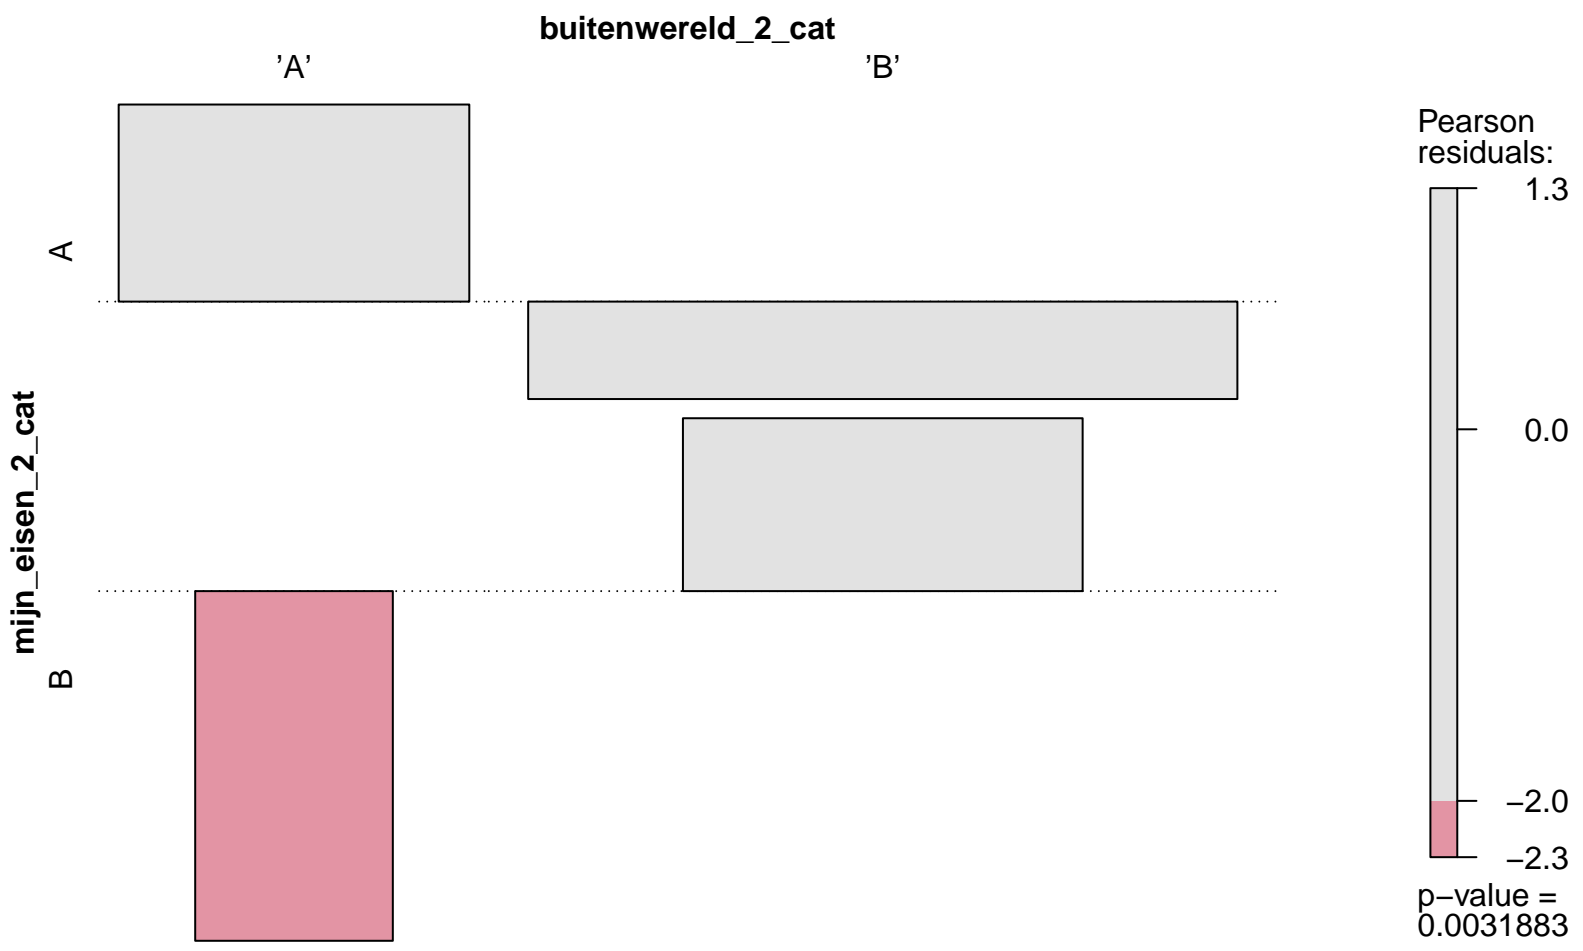 buitenwereld_2_cat
’A’ ’B’
mijn_eisen_2_cat
A
B
Pearson
residuals:
1.3
0.0
−2.0
−2.3
p−value =
0.0031883